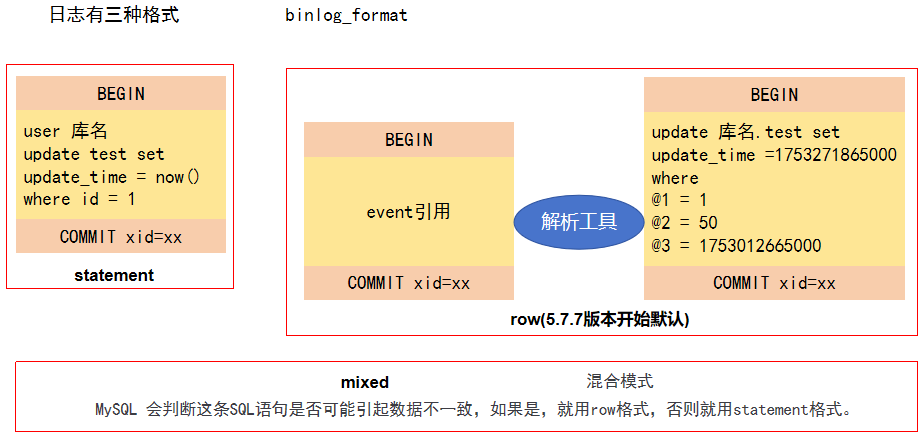 日志有三种格式
binlog_format
BEGIN
user 库名
update test set
update_time = now()
where id = 1
COMMIT xid=xx
statement
BEGIN
event引用
COMMIT xid=xx
解析工具
BEGIN
update 库名.test set
update_time =1753271865000
where
@1 = 1
@2 = 50
@3 = 1753012665000
COMMIT xid=xx
row(5.7.7版本开始默认)
mixed
混合模式
MySQL 会判断这条SQL语句是否可能引起数据不一致，如果是，就用row格式，否则就用statement格式。